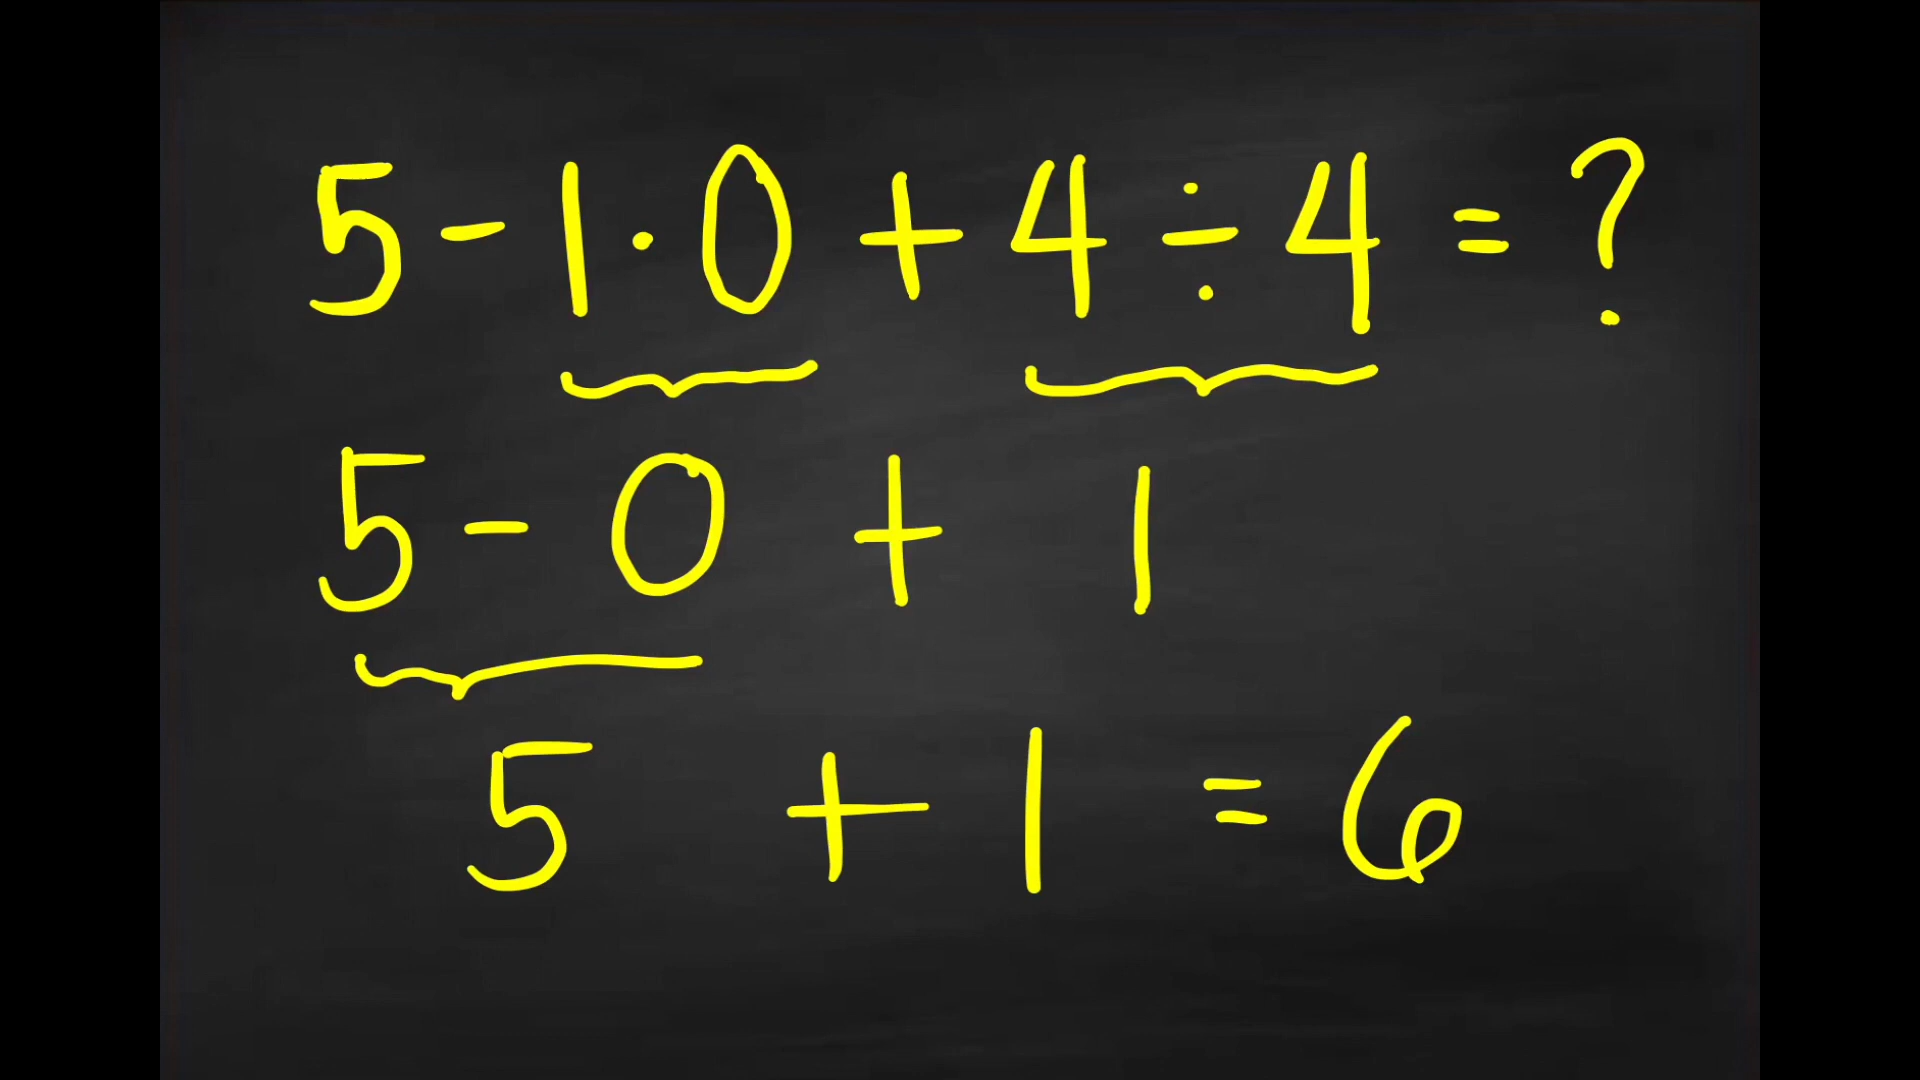 5 - 1 · 0 + 4 ÷ 4 = ?
5 - 0 + 1
5 + 1 = 6